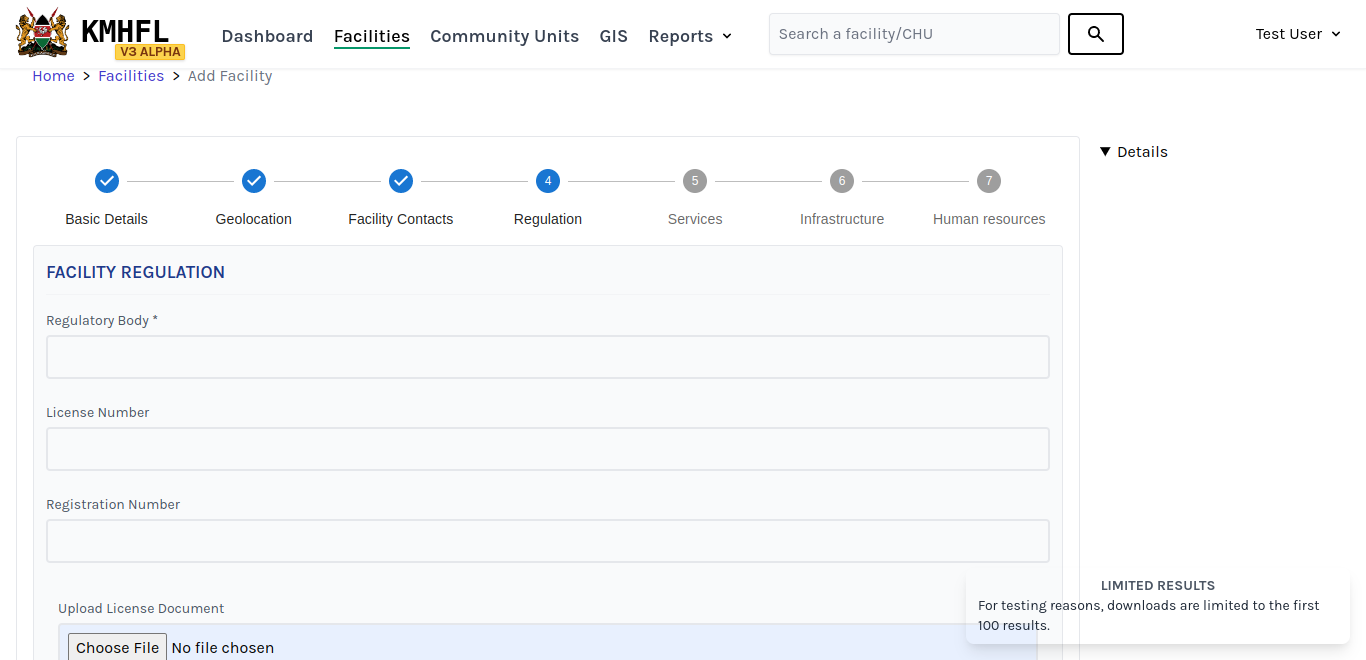 KMHFL
V3 ALPHA
Dashboard Facilities Community Units GIS Reports
Search a facility/CHU
Test User
Home > Facilities > Add Facility
Details
4 5 6 7
Basic Details Geolocation Facility Contacts Regulation Services Infrastructure Human resources
FACILITY REGULATION
Regulatory Body *
License Number
Registration Number
Upload License Document
Choose File No file chosen
LIMITED RESULTS
For testing reasons, downloads are limited to the first
100 results.